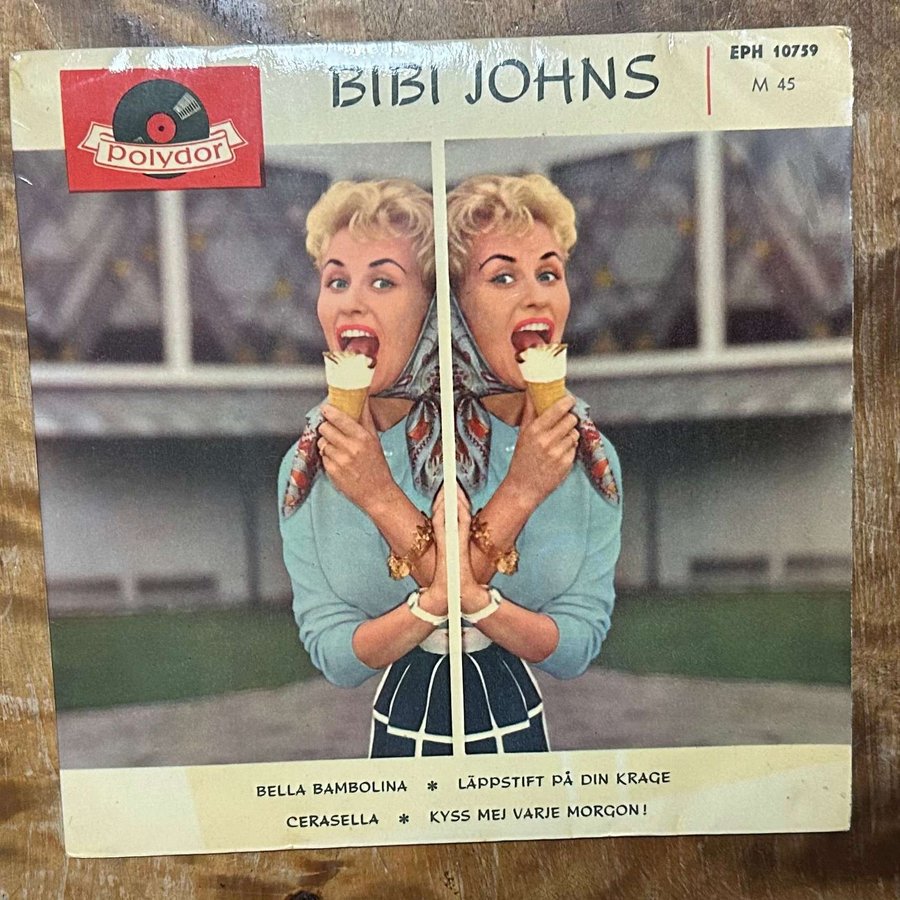 BIBI JOHNS
EPH 10759
M 45
polydor
BELLA BAMBOLINA * LÄPPSTIFT PÅ DIN KRAGE
CERASELLA * KYSS MEJ VARJE MORGON!